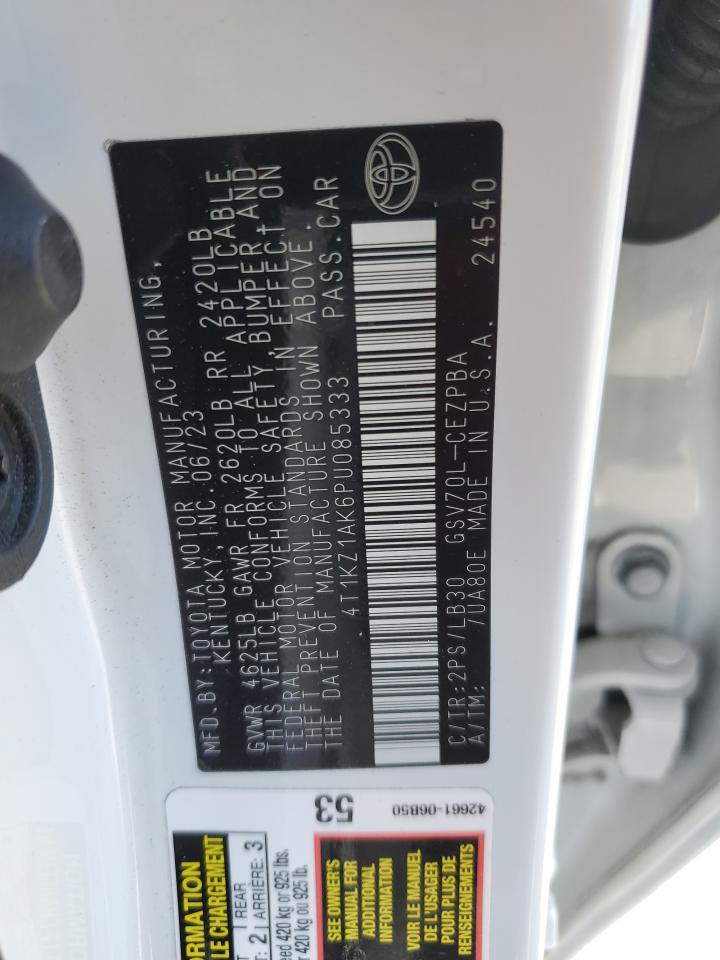 MFD.BY:TOYOTA MOTOR MANUFACTURING,
KENTUCKY,INC.06/23
GVWR 4625LB GAWR FR 2620LB RR 2420LB
THIS VEHICLE CONFORMS TO ALL APPLICABLE
FEDERAL MOTOR VEHICLE SAFETY,BUMPER,AND
THEFT PREVENTION STANDARDS IN EFFECT ON
THE DATE OF MANUFACTURE SHOWN ABOVE.
4T1KZ1AK6PU085333 PASS.CAR
C/TR:2PS/LB30 GSV70L-CEZPBA
A/TM: 7UA80E MADE IN U.S.A. 24540
53
42661-06B50
LE CHARGEMENT
REAR 3
2 ARRIÈRE: 3
420 kg or 925 lbs.
420 kg ou 925 lb.
SEE OWNER'S
MANUAL FOR
ADDITIONAL
INFORMATION
VOIR LE MANUEL
DE L'USAGER
POUR PLUS DE
RENSEIGNEMENTS